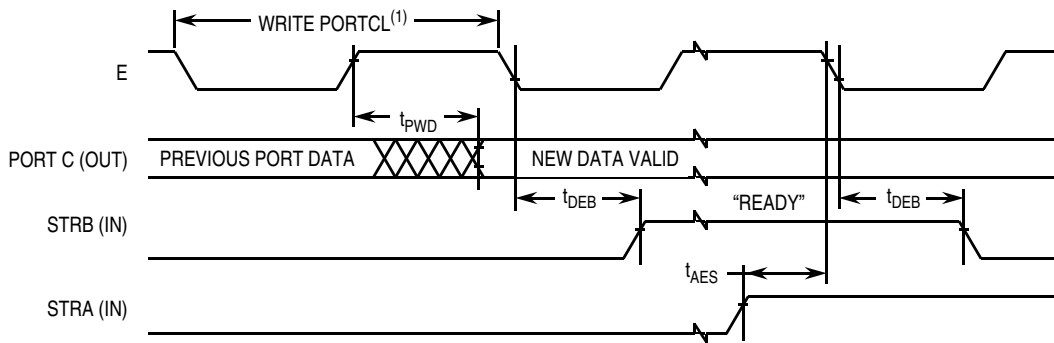 WRITE PORTCL(1)
E
tPWD
PORT C (OUT)
PREVIOUS PORT DATA
NEW DATA VALID
tDEB
"READY"
tDEB
STRB (IN)
tAES
STRA (IN)